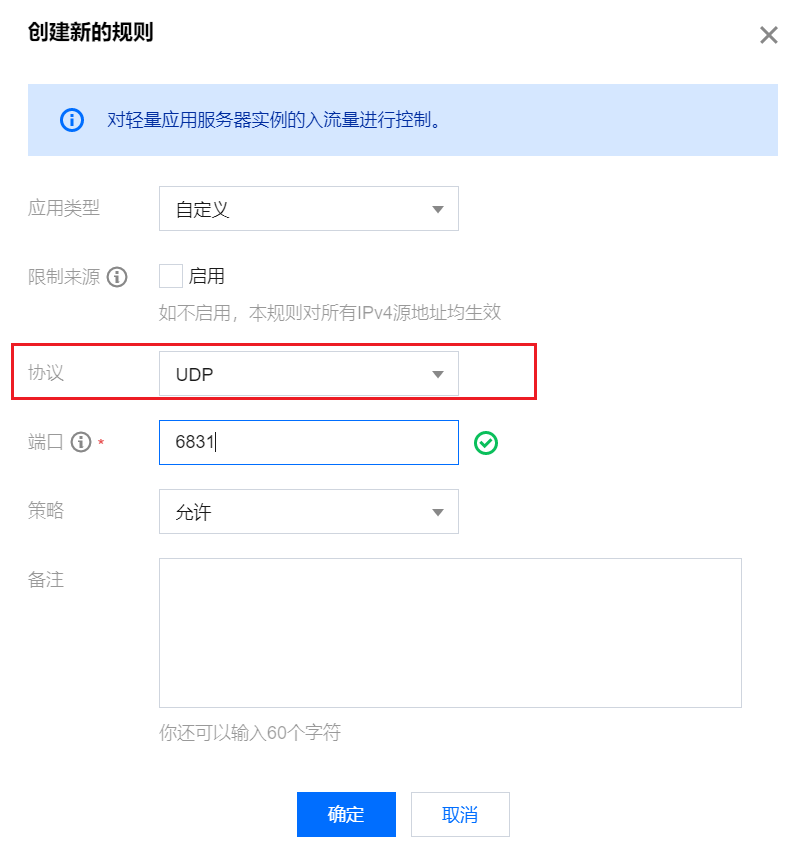 创建新的规则
对轻量应用服务器实例的入流量进行控制。
应用类型 自定义
限制来源 启用
如不启用，本规则对所有IPv4源地址均生效
协议 UDP
端口 * 6831
策略 允许
备注
你还可以输入60个字符
确定 取消